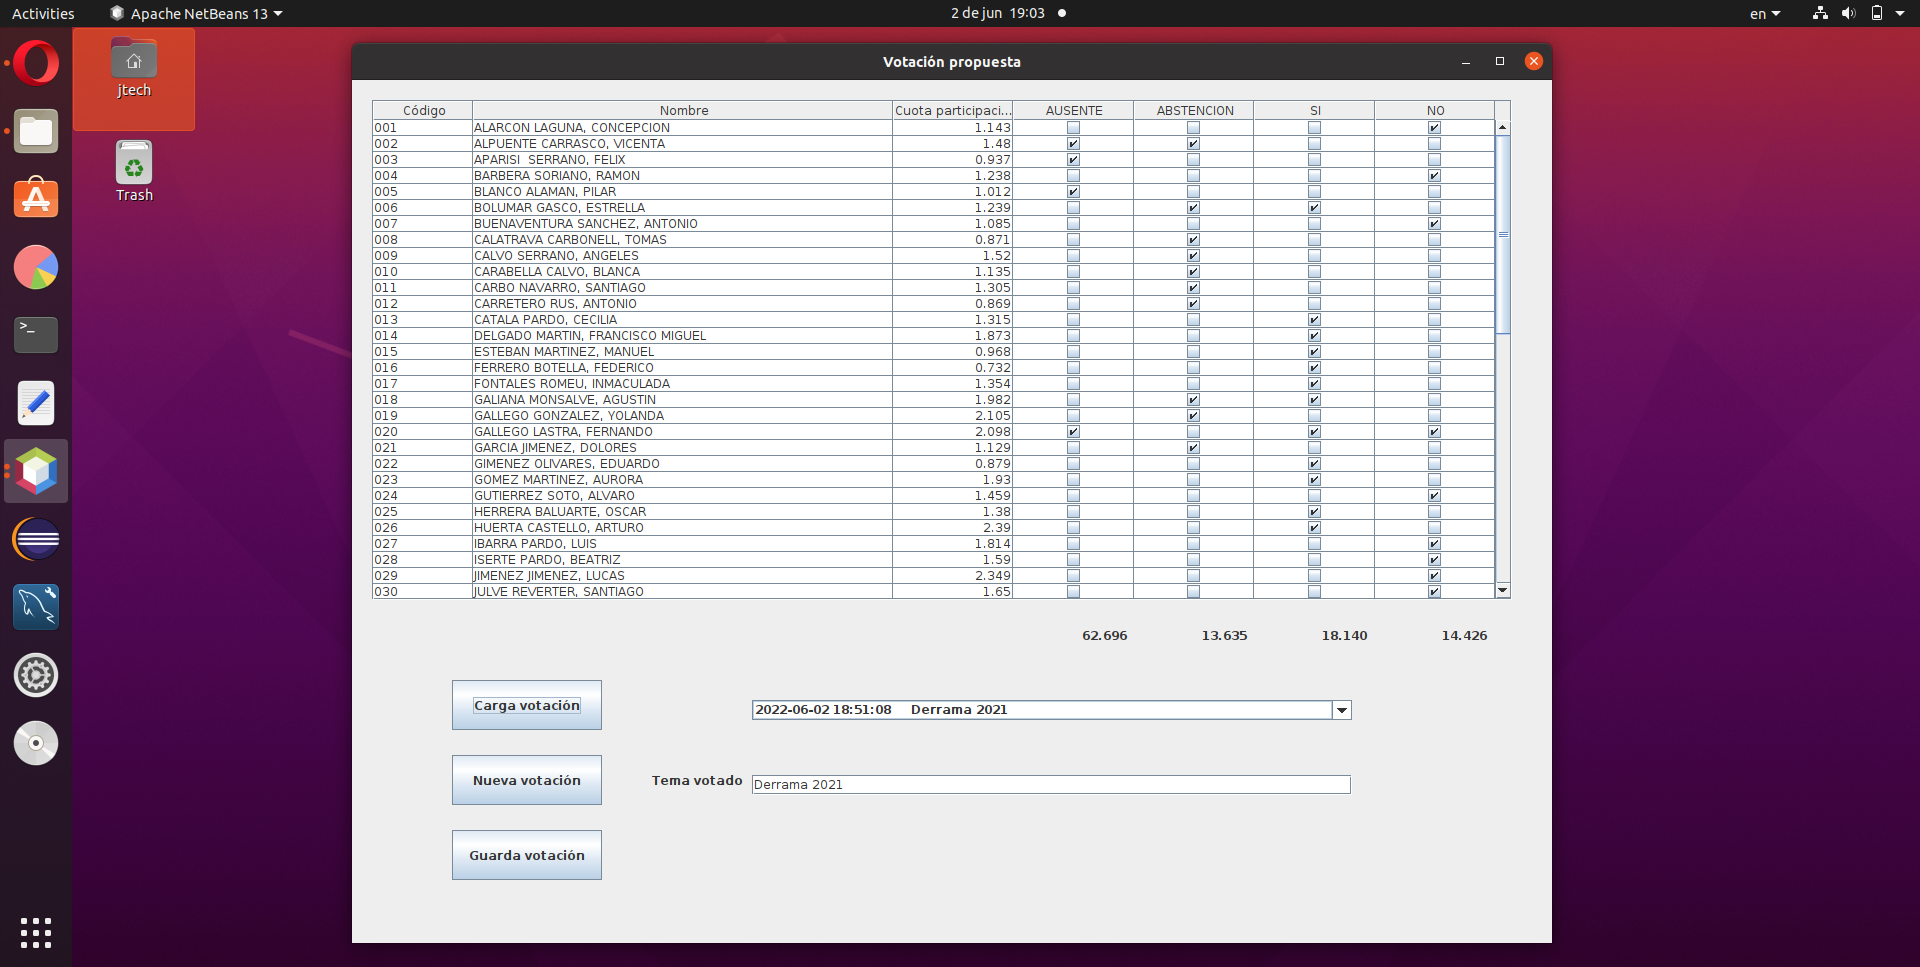 Activities Apache NetBeans 13 2 de jun 19:03 en
jtech
Trash
>_
Votación propuesta
Código Nombre Cuota participaci... AUSENTE ABSTENCION SI NO
001 ALARCON LAGUNA, CONCEPCION 1.143
002 ALPUENTE CARRASCO, VICENTA 1.48
003 APARISI  SERRANO, FELIX 0.937
004 BARBERA SORIANO, RAMON 1.238
005 BLANCO ALAMAN, PILAR 1.012
006 BOLUMAR GASCO, ESTRELLA 1.239
007 BUENAVENTURA SANCHEZ, ANTONIO 1.085
008 CALATRAVA CARBONELL, TOMAS 0.871
009 CALVO SERRANO, ANGELES 1.52
010 CARABELLA CALVO, BLANCA 1.135
011 CARBO NAVARRO, SANTIAGO 1.305
012 CARRETERO RUS, ANTONIO 0.869
013 CATALA PARDO, CECILIA 1.315
014 DELGADO MARTIN, FRANCISCO MIGUEL 1.873
015 ESTEBAN MARTINEZ, MANUEL 0.968
016 FERRERO BOTELLA, FEDERICO 0.732
017 FONTALES ROMEU, INMACULADA 1.354
018 GALIANA MONSALVE, AGUSTIN 1.982
019 GALLEGO GONZALEZ, YOLANDA 2.105
020 GALLEGO LASTRA, FERNANDO 2.098
021 GARCIA JIMENEZ, DOLORES 1.129
022 GIMENEZ OLIVARES, EDUARDO 0.879
023 GOMEZ MARTINEZ, AURORA 1.93
024 GUTIERREZ SOTO, ALVARO 1.459
025 HERRERA BALUARTE, OSCAR 1.38
026 HUERTA CASTELLO, ARTURO 2.39
027 IBARRA PARDO, LUIS 1.814
028 ISERTE PARDO, BEATRIZ 1.59
029 JIMENEZ JIMENEZ, LUCAS 2.349
030 JULVE REVERTER, SANTIAGO 1.65
62.696 13.635 18.140 14.426
Carga votación 2022-06-02 18:51:08 Derrama 2021
Nueva votación Tema votado Derrama 2021
Guarda votación